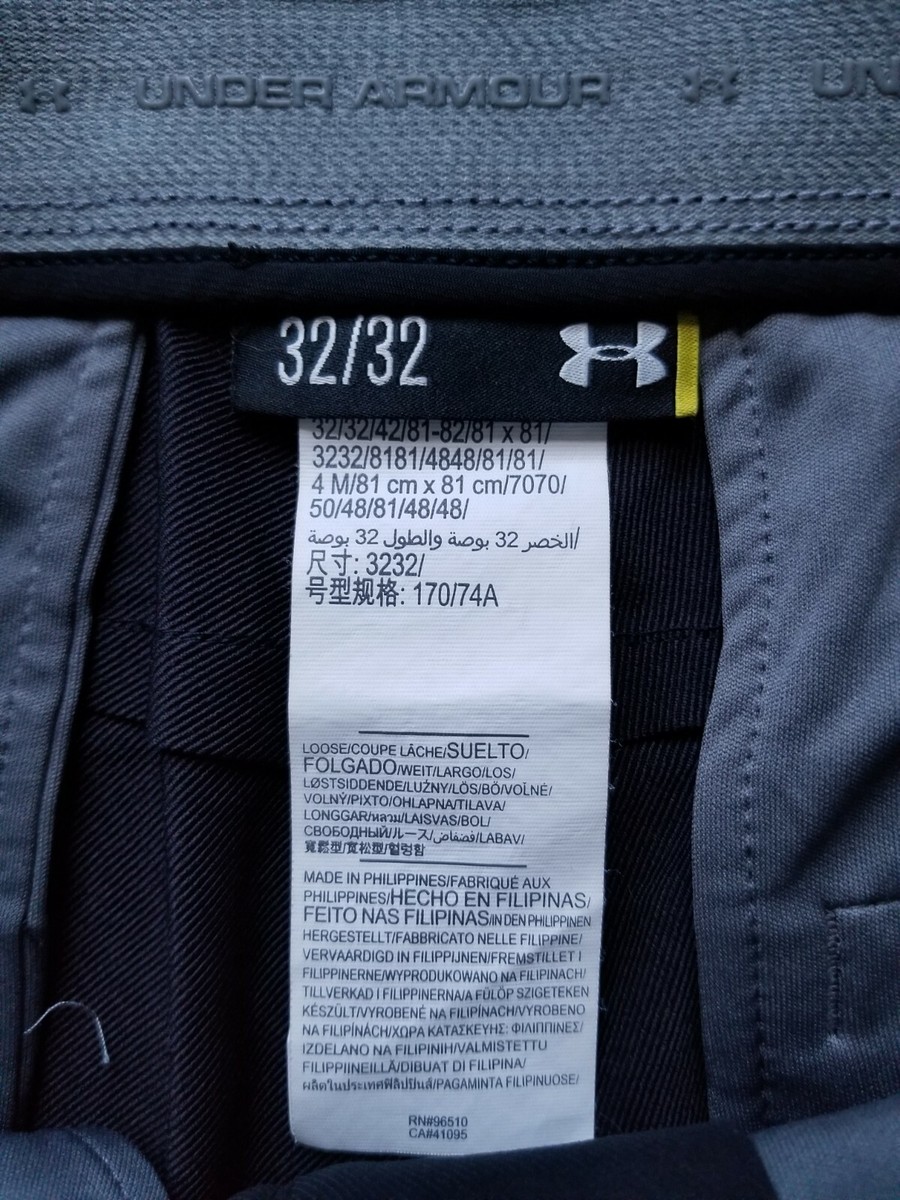 UNDER ARMOUR UN
32/32
32/32/42/81-82/81 x 81/
3232/8181/4848/81/81/
4 M/81 cm x 81 cm/7070/
50/48/81/48/48/
الخصر 32 بوصة والطول 32 بوصة/
尺寸: 3232/
号型规格: 170/74A
LOOSE/COUPE LÂCHE/SUELTO/
FOLGADO/WEIT/LARGO/LOS/
LØSTSIDDENDE/LUŹNY/LÖS/BŐ/VOLNÉ/
VOLNÝ/ΡΙΧΤΟ/OHLAPNA/TILAVA/
LONGGAR/หลวม/LAISVAS/BOL/
СВОБОДНЫЙ/ルース/فضفاض/LABAV/
寬鬆型/宽松型/헐렁함
MADE IN PHILIPPINES/FABRIQUÉ AUX
PHILIPPINES/HECHO EN FILIPINAS/
FEITO NAS FILIPINAS/IN DEN PHILIPPINEN
HERGESTELLT/FABBRICATO NELLE FILIPPINE/
VERVAARDIGD IN FILIPPIJNEN/FREMSTILLET I
FILIPPINERNE/WYPRODUKOWANO NA FILIPINACH/
TILLVERKAD I FILIPPINERNA/A FÜLÖP SZIGETEKEN
KÉSZÜLT/VYROBENÉ NA FILIPÍNACH/VYROBENO
NA FILIPÍNÁCH/ΧΩΡΑ ΚΑΤΑΣΚΕΥΗΣ: ΦΙΛΙΠΠΙΝΕΣ/
IZDELANO NA FILIPINIH/VALMISTETTU
FILIPPIINEILLÄ/DIBUAT DI FILIPINA/
ผลิตในประเทศฟิลิปปินส์/PAGAMINTA FILIPINUOSE/
RN#96510
CA#41095